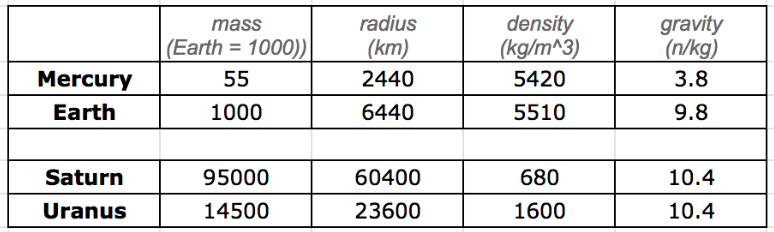 mass radius density gravity
(Earth = 1000)) (km) (kg/m^3) (n/kg)
Mercury 55 2440 5420 3.8
Earth 1000 6440 5510 9.8
Saturn 95000 60400 680 10.4
Uranus 14500 23600 1600 10.4